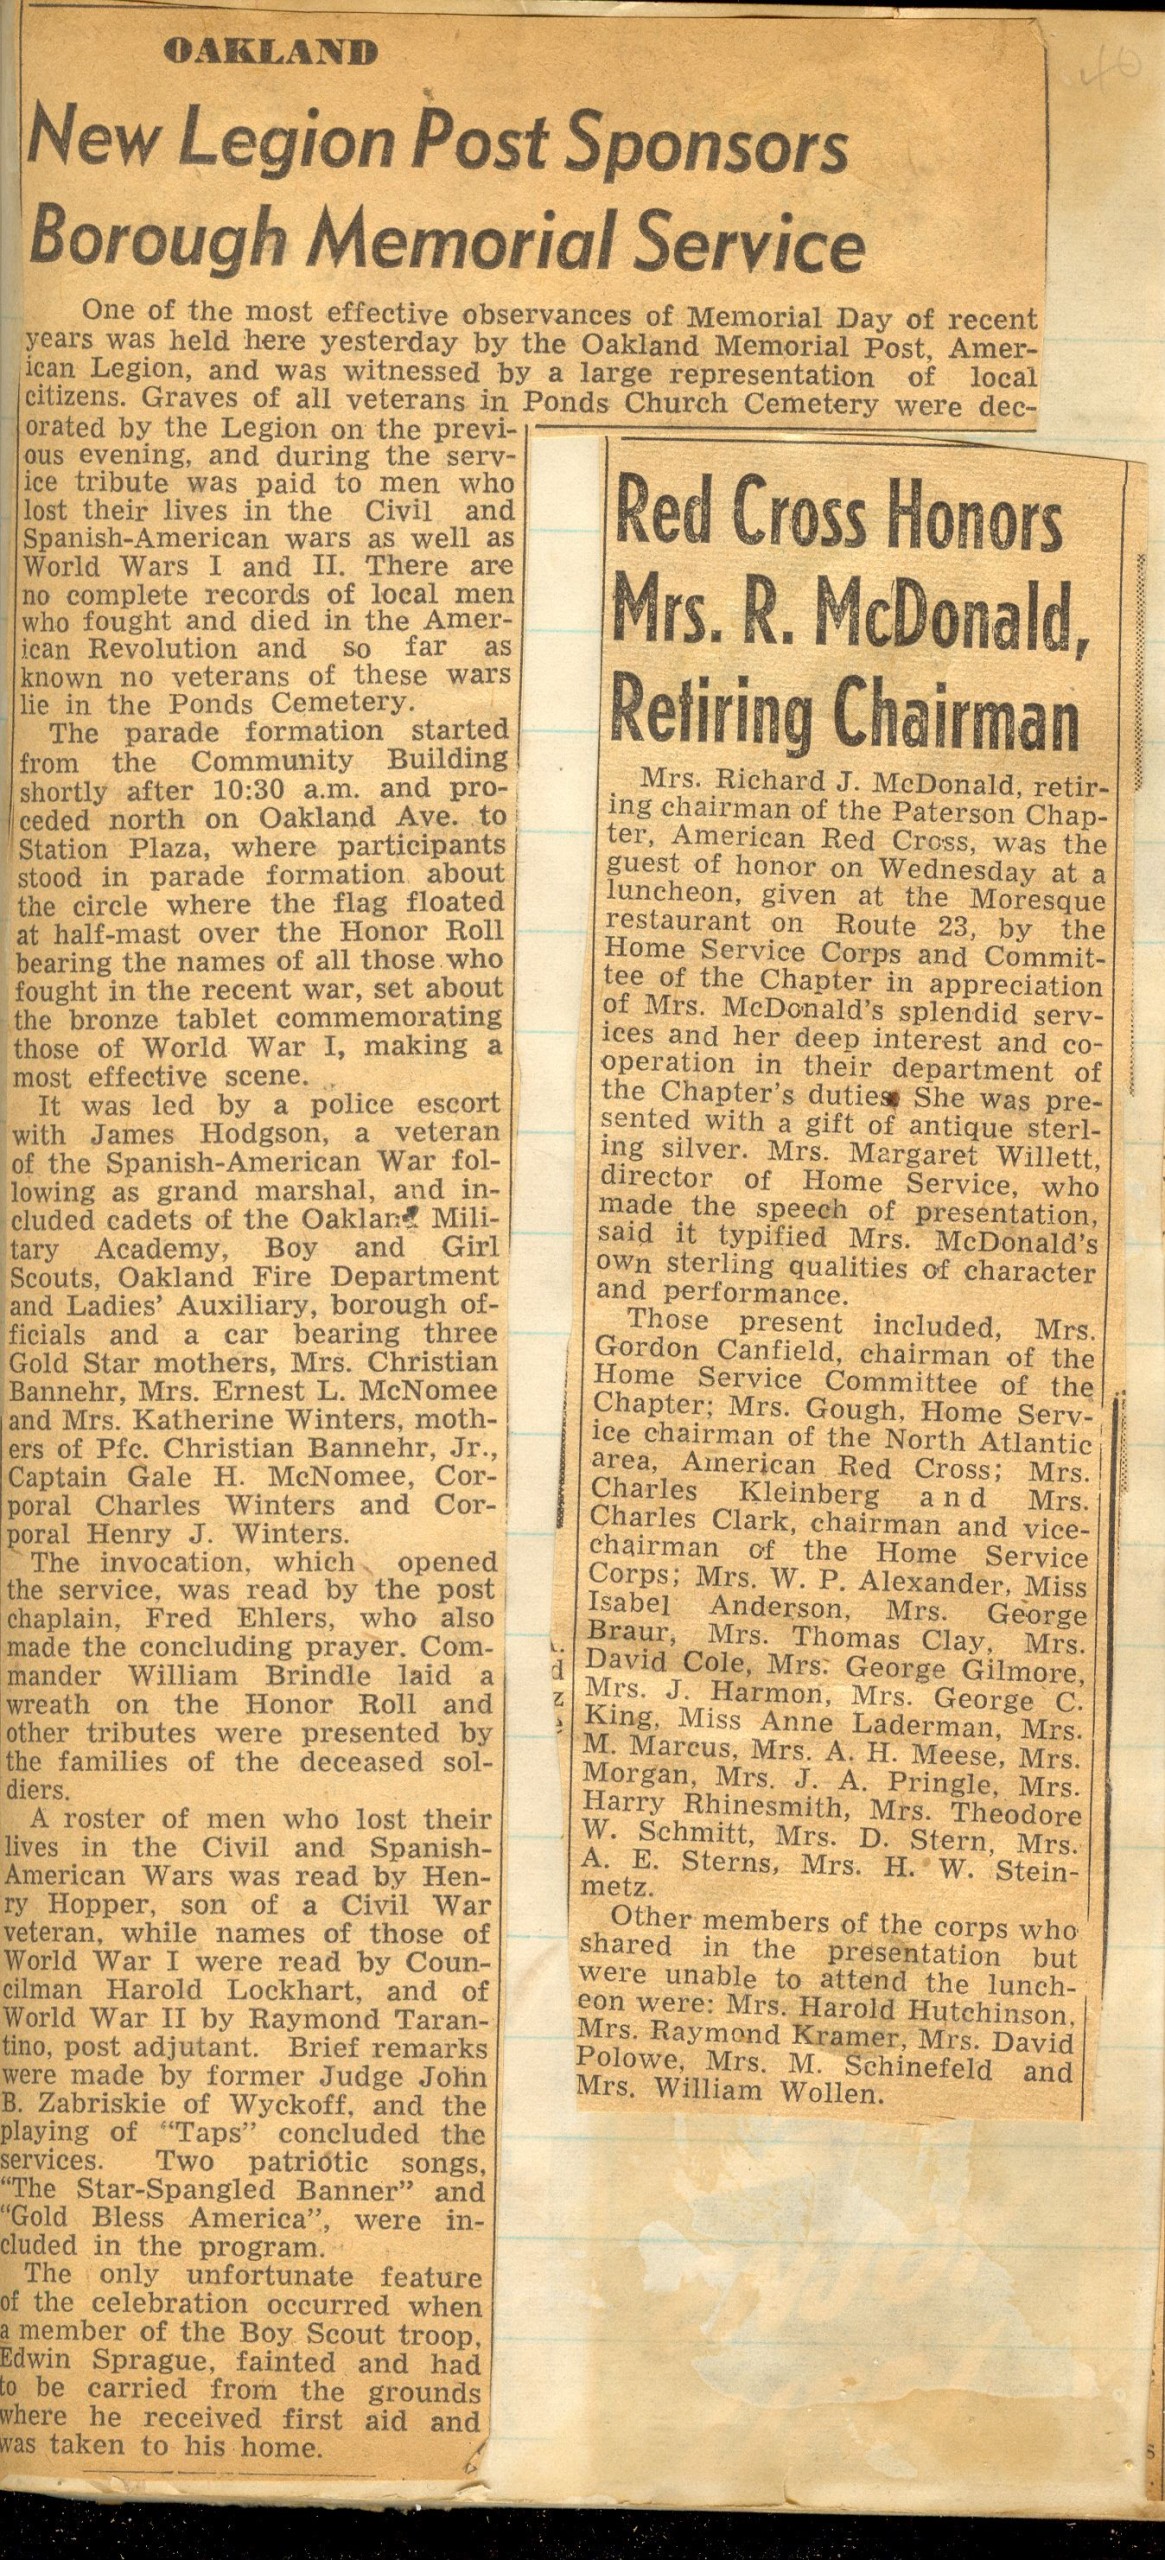 40
OAKLAND
New Legion Post Sponsors
Borough Memorial Service
One of the most effective observances of Memorial Day of recent
years was held here yesterday by the Oakland Memorial Post, Amer-
ican Legion, and was witnessed by a large representation of local
citizens. Graves of all veterans in Ponds Church Cemetery were dec-
orated by the Legion on the previ-
ous evening, and during the serv-
ice tribute was paid to men who
lost their lives in the Civil and
Spanish-American wars as well as
World Wars I and II. There are
no complete records of local men
who fought and died in the Amer-
ican Revolution and so far as
known no veterans of these wars
lie in the Ponds Cemetery.
The parade formation started
from the Community Building
shortly after 10:30 a.m. and pro-
ceded north on Oakland Ave. to
Station Plaza, where participants
stood in parade formation about
the circle where the flag floated
at half-mast over the Honor Roll
bearing the names of all those who
fought in the recent war, set about
the bronze tablet commemorating
those of World War I, making a
most effective scene.
It was led by a police escort
with James Hodgson, a veteran
of the Spanish-American War fol-
lowing as grand marshal, and in-
cluded cadets of the Oakland Mili-
tary Academy, Boy and Girl
Scouts, Oakland Fire Department
and Ladies' Auxiliary, borough of-
ficials and a car bearing three
Gold Star mothers, Mrs. Christian
Bannehr, Mrs. Ernest L. McNomee
and Mrs. Katherine Winters, moth-
ers of Pfc. Christian Bannehr, Jr.,
Captain Gale H. McNomee, Cor-
poral Charles Winters and Cor-
poral Henry J. Winters.
The invocation, which opened
the service, was read by the post
chaplain, Fred Ehlers, who also
made the concluding prayer. Com-
mander William Brindle laid a
wreath on the Honor Roll and
other tributes were presented by
the families of the deceased sol-
diers.
A roster of men who lost their
lives in the Civil and Spanish-
American Wars was read by Hen-
ry Hopper, son of a Civil War
veteran, while names of those of
World War I were read by Coun-
cilman Harold Lockhart, and of
World War II by Raymond Taran-
tino, post adjutant. Brief remarks
were made by former Judge John
B. Zabriskie of Wyckoff, and the
playing of "Taps" concluded the
services. Two patriotic songs,
"The Star-Spangled Banner" and
"Gold Bless America", were in-
cluded in the program.
The only unfortunate feature
of the celebration occurred when
a member of the Boy Scout troop,
Edwin Sprague, fainted and had
to be carried from the grounds
where he received first aid and
was taken to his home.
Red Cross Honors
Mrs. R. McDonald,
Retiring Chairman
Mrs. Richard J. McDonald, retir-
ing chairman of the Paterson Chap-
ter, American Red Cross, was the
guest of honor on Wednesday at a
luncheon, given at the Moresque
restaurant on Route 23, by the
Home Service Corps and Commit-
tee of the Chapter in appreciation
of Mrs. McDonald's splendid serv-
ices and her deep interest and co-
operation in their department of
the Chapter's duties. She was pre-
sented with a gift of antique sterl-
ing silver. Mrs. Margaret Willett,
director of Home Service, who
made the speech of presentation,
said it typified Mrs. McDonald's
own sterling qualities of character
and performance.
Those present included, Mrs.
Gordon Canfield, chairman of the
Home Service Committee of the
Chapter; Mrs. Gough, Home Serv-
ice chairman of the North Atlantic
area, American Red Cross; Mrs.
Charles Kleinberg and Mrs.
Charles Clark, chairman and vice-
chairman of the Home Service
Corps; Mrs. W. P. Alexander, Miss
Isabel Anderson, Mrs. George
Braur, Mrs. Thomas Clay, Mrs.
David Cole, Mrs. George Gilmore,
Mrs. J. Harmon, Mrs. George C.
King, Miss Anne Laderman, Mrs.
M. Marcus, Mrs. A. H. Meese, Mrs.
Morgan, Mrs. J. A. Pringle, Mrs.
Harry Rhinesmith, Mrs. Theodore
W. Schmitt, Mrs. D. Stern, Mrs.
A. E. Sterns, Mrs. H. W. Stein-
metz.
Other members of the corps who
shared in the presentation but
were unable to attend the lunch-
eon were: Mrs. Harold Hutchinson,
Mrs. Raymond Kramer, Mrs. David
Polowe, Mrs. M. Schinefeld and
Mrs. William Wollen.